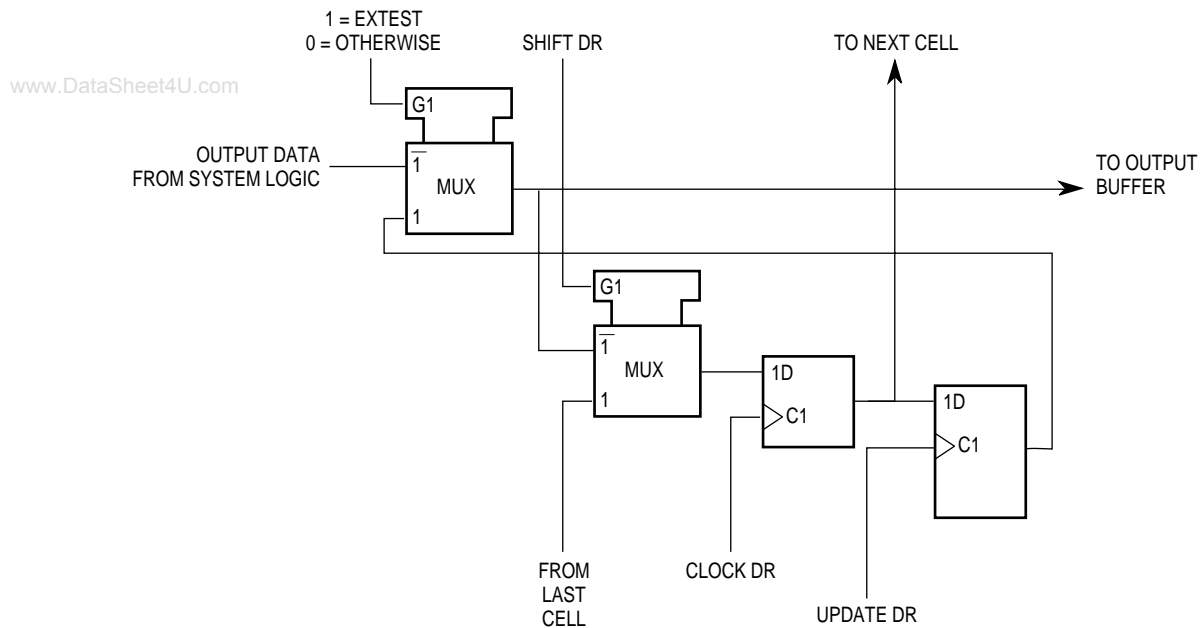 1 = EXTEST
0 = OTHERWISE
SHIFT DR
TO NEXT CELL
www.DataSheet4U.com
G1
OUTPUT DATA
FROM SYSTEM LOGIC
1
MUX
1
TO OUTPUT
BUFFER
G1
1
MUX
1
1D
C1
1D
C1
FROM
LAST
CELL
CLOCK DR
UPDATE DR